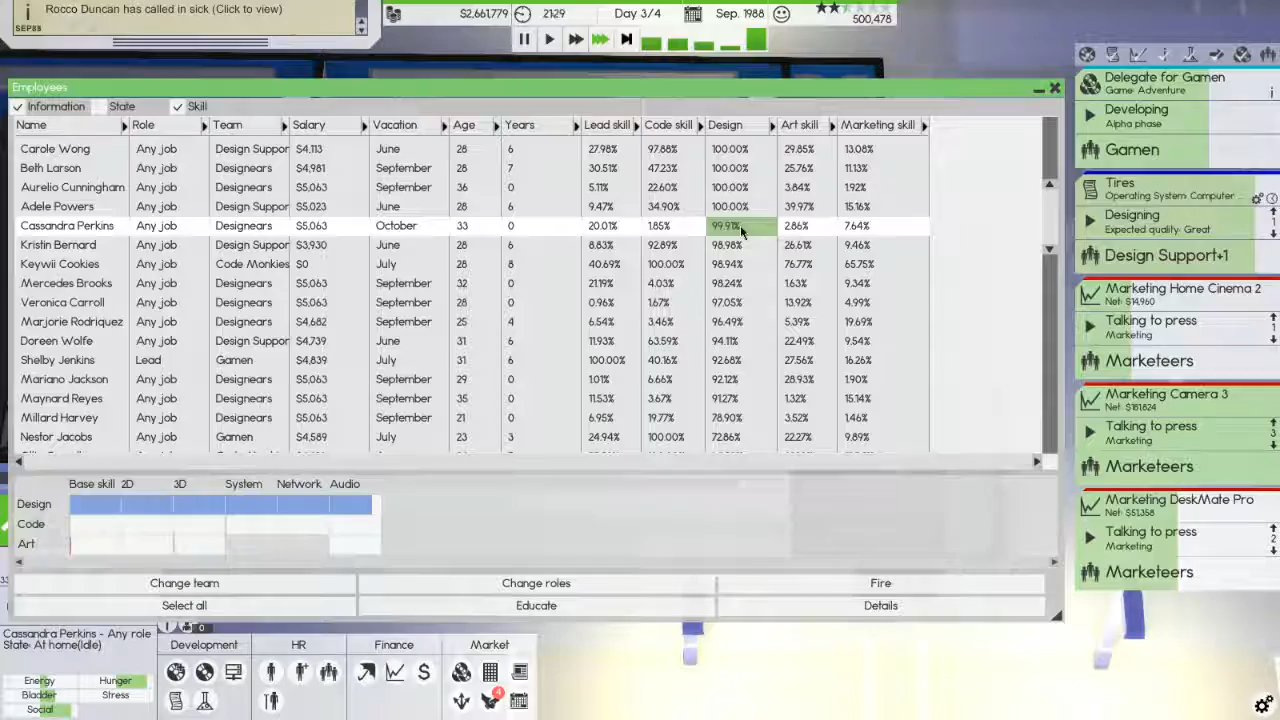 Rocco Duncan has called in sick (Click to view)
SEP88
$2,661,779
21:29
Day 3/4
Sep. 1988
500,478
Employees
Information State Skill
Name Role Team Salary Vacation Age Years Lead skill Code skill Design Art skill Marketing skill
Carole Wong Any job Design Suppor $4,113 June 28 6 27.98% 97.88% 100.00% 29.85% 13.08%
Beth Larson Any job Designears $4,981 September 28 7 30.51% 47.23% 100.00% 25.76% 11.13%
Aurelio Cunningham Any job Designears $5,063 September 36 0 5.11% 22.60% 100.00% 3.84% 1.92%
Adele Powers Any job Design Suppor $5,023 June 28 6 9.47% 34.90% 100.00% 39.97% 15.16%
Cassandra Perkins Any job Designears $5,063 October 33 0 20.01% 1.85% 99.97% 2.86% 7.64%
Kristin Bernard Any job Design Suppor $3,930 June 28 6 8.83% 92.89% 98.98% 26.61% 9.46%
Keywii Cookies Any job Code Monkies $0 July 28 8 40.69% 100.00% 98.94% 76.77% 65.75%
Mercedes Brooks Any job Designears $5,063 September 32 0 21.19% 4.03% 98.24% 1.63% 9.34%
Veronica Carroll Any job Designears $5,063 September 28 0 0.96% 1.67% 97.05% 13.92% 4.99%
Marjorie Rodriquez Any job Designears $4,682 September 25 4 6.54% 3.46% 96.49% 5.39% 19.69%
Doreen Wolfe Any job Design Suppor $4,739 June 31 6 11.93% 63.59% 94.11% 22.49% 9.54%
Shelby Jenkins Lead Gamen $4,839 July 31 6 100.00% 40.16% 92.68% 27.56% 16.26%
Mariano Jackson Any job Designears $5,063 September 29 0 1.01% 6.66% 92.12% 28.93% 1.90%
Maynard Reyes Any job Designears $5,063 September 35 0 11.53% 3.67% 91.27% 1.32% 15.14%
Millard Harvey Any job Designears $5,063 September 21 0 6.95% 19.77% 78.90% 3.52% 1.46%
Nestor Jacobs Any job Gamen $4,589 July 23 3 24.94% 100.00% 72.86% 22.27% 9.89%
Base skill 2D 3D System Network Audio
Design
Code
Art
Change team Change roles Fire
Select all Educate Details
Cassandra Perkins - Any role
State: At home(Idle)
Energy Hunger
Bladder Stress
Social
0
Development HR Finance Market
4
Delegate for Gamen
Game: Adventure
Developing
Alpha phase
Gamen
Tires
Operating System Computer ...
Designing
Expected quality: Great
1
Design Support+1
Marketing Home Cinema 2
Net: $14,960
Talking to press
Marketing
1
Marketeers
Marketing Camera 3
Net: $161,824
Talking to press
Marketing
3
Marketeers
Marketing DeskMate Pro
Net: $51,358
Talking to press
Marketing
2
Marketeers